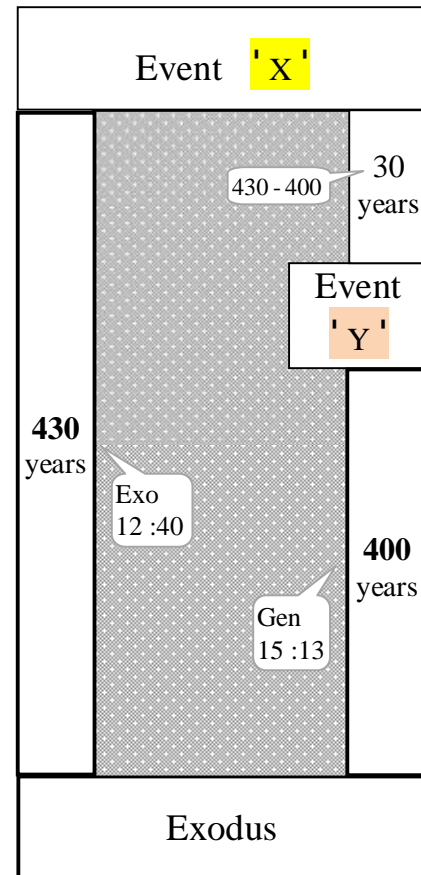 Event 'X'
430 - 400
30
years
Event
'Y'
430
years
Exo
12 :40
400
years
Gen
15 :13
Exodus